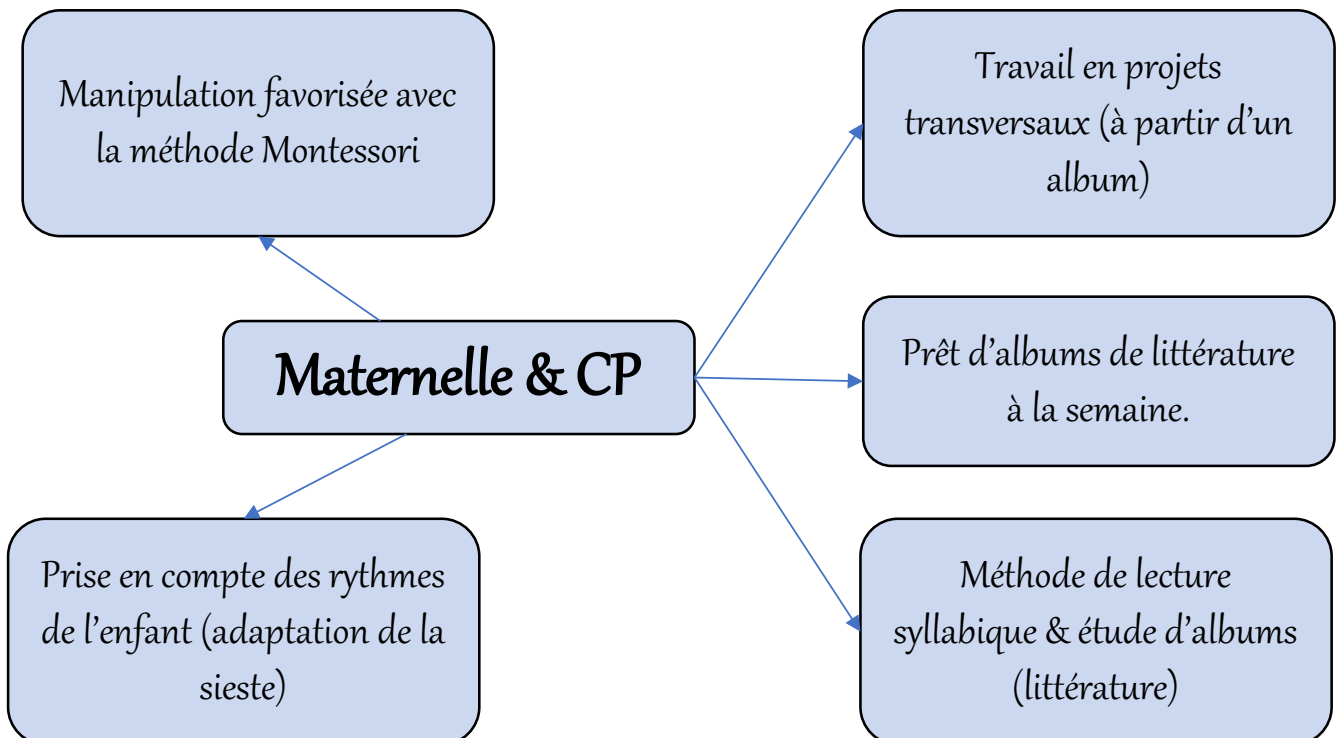 Manipulation favorisée avec
la méthode Montessori
Travail en projets
transversaux (à partir d’un
album)
Maternelle & CP
Prêt d’albums de littérature
à la semaine.
Prise en compte des rythmes
de l’enfant (adaptation de la
sieste)
Méthode de lecture
syllabique & étude d’albums
(littérature)